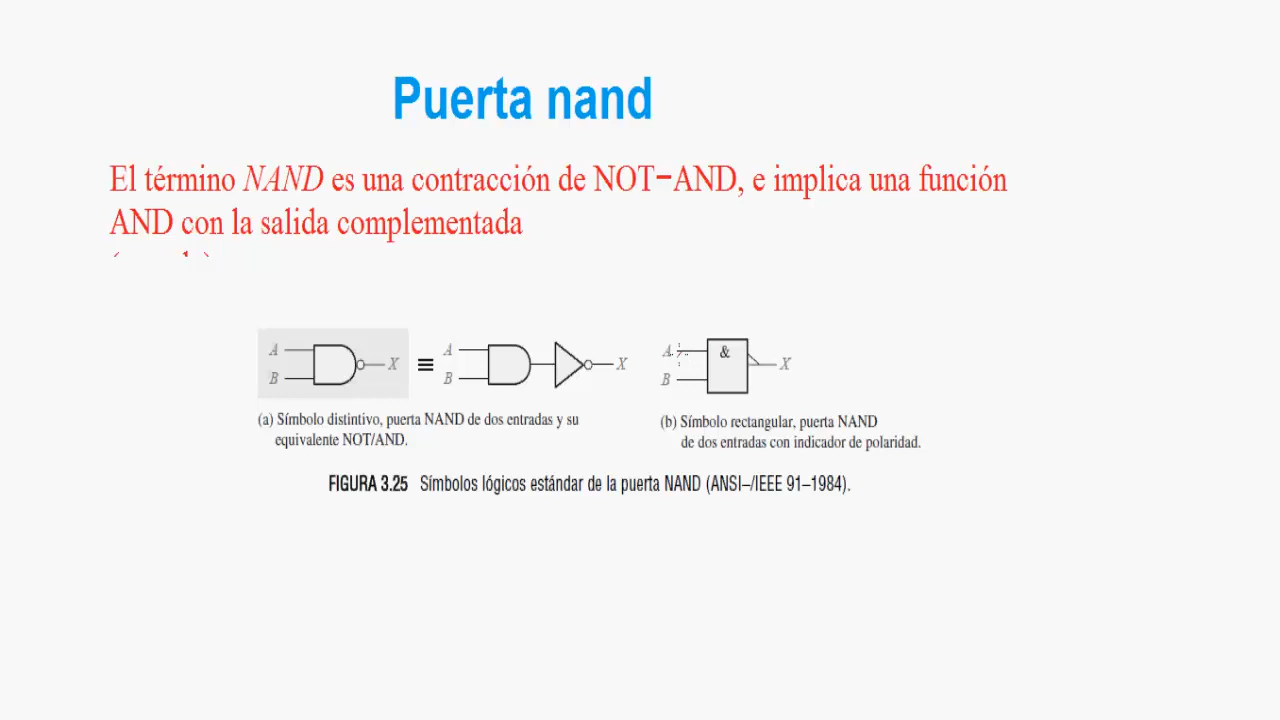 Puerta nand
El término NAND es una contracción de NOT−AND, e implica una función
AND con la salida complementada
A B X ≡ A B X
A B & X
(a) Símbolo distintivo, puerta NAND de dos entradas y su
equivalente NOT/AND.
(b) Símbolo rectangular, puerta NAND
de dos entradas con indicador de polaridad.
FIGURA 3.25 Símbolos lógicos estándar de la puerta NAND (ANSI–/IEEE 91–1984).